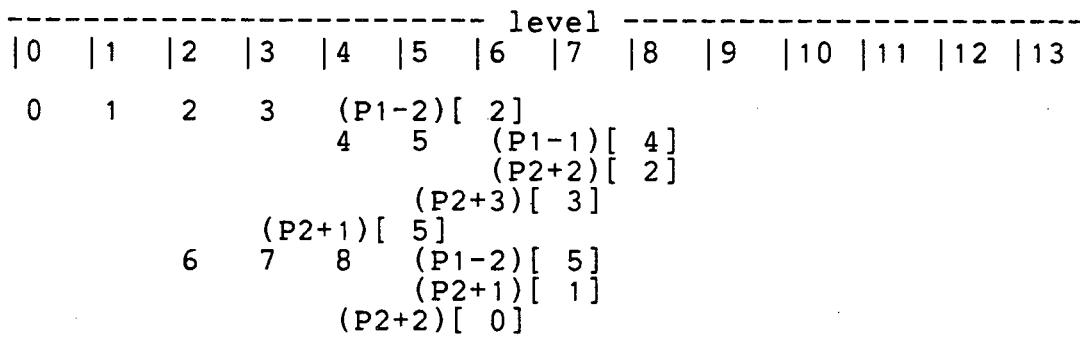 ---------------------------- level ----------------------------
|0   |1   |2   |3   |4   |5   |6   |7   |8   |9   |10  |11  |12  |13
0    1    2    3    (P1-2)[ 2]
4    5    (P1-1)[ 4]
(P2+2)[ 2]
(P2+3)[ 3]
(P2+1)[ 5]
6    7    8    (P1-2)[ 5]
(P2+1)[ 1]
(P2+2)[ 0]